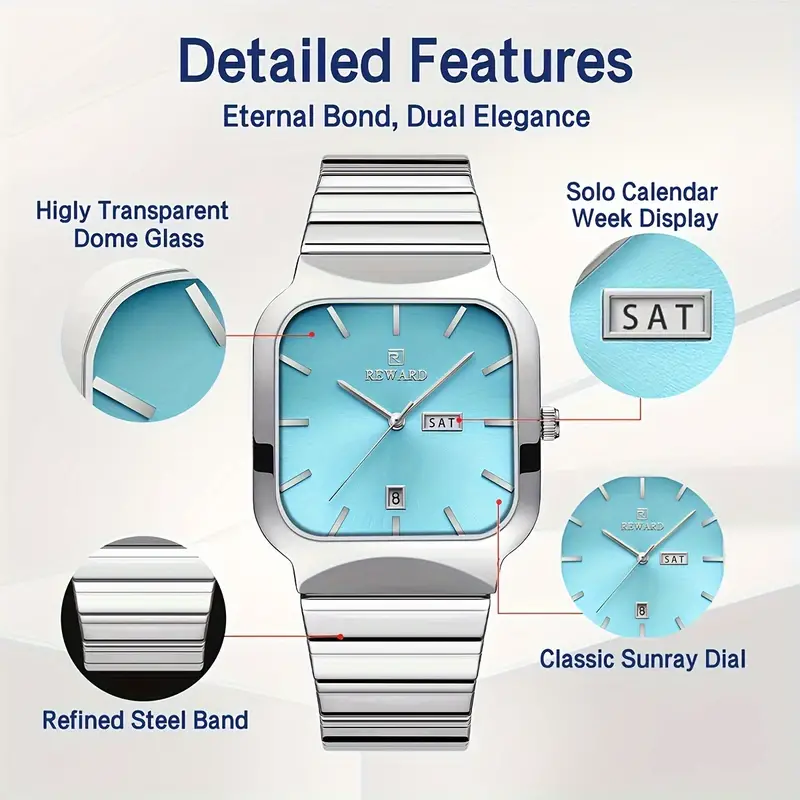 Detailed Features
Eternal Bond, Dual Elegance
Higly Transparent
Dome Glass
Solo Calendar
Week Display
SAT
R
REWARD
SAT
8
R
REWARD
SAT
8
Classic Sunray Dial
Refined Steel Band